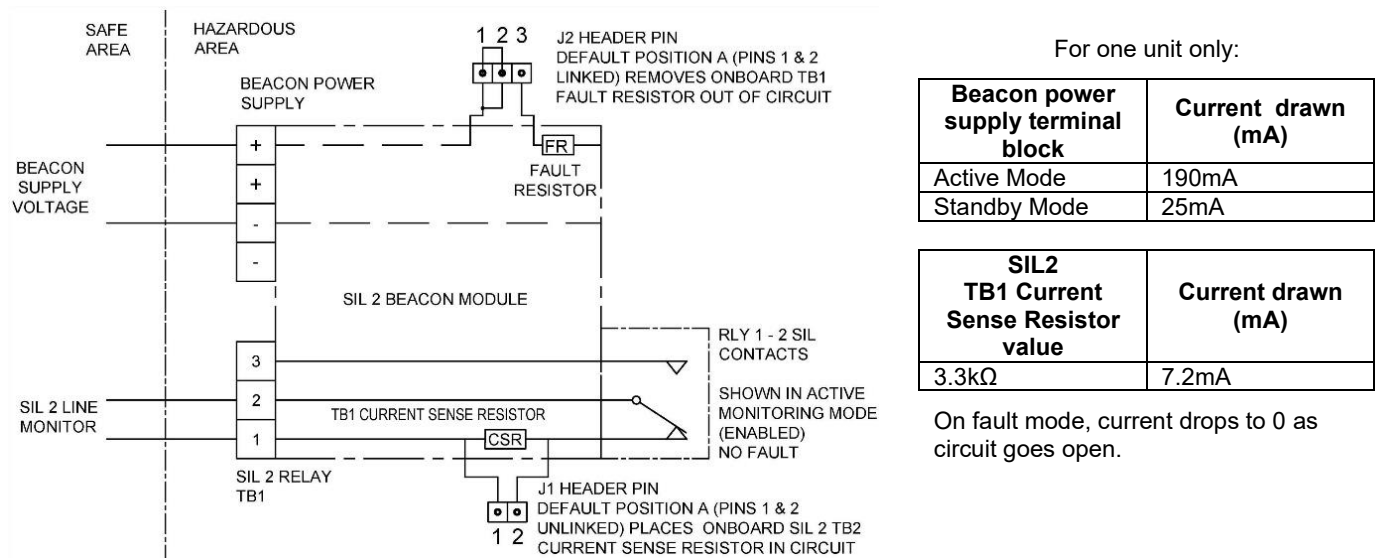 SAFE
AREA
HAZARDOUS
AREA
1 2 3
J2 HEADER PIN
DEFAULT POSITION A (PINS 1 & 2
LINKED) REMOVES ONBOARD TB1
FAULT RESISTOR OUT OF CIRCUIT
BEACON POWER
SUPPLY
+
+
-
-
FR
FAULT
RESISTOR
BEACON
SUPPLY
VOLTAGE
SIL 2 BEACON MODULE
RLY 1 - 2 SIL
CONTACTS
3
2
1
SHOWN IN ACTIVE
MONITORING MODE
(ENABLED)
NO FAULT
SIL 2 LINE
MONITOR
TB1 CURRENT SENSE RESISTOR
CSR
SIL 2 RELAY
TB1
J1 HEADER PIN
DEFAULT POSITION A (PINS 1 & 2
UNLINKED) PLACES ONBOARD SIL 2 TB2
CURRENT SENSE RESISTOR IN CIRCUIT
1 2
For one unit only:
Beacon power
supply terminal
block
Current drawn
(mA)
Active Mode 190mA
Standby Mode 25mA
SIL2
TB1 Current
Sense Resistor
value
Current drawn
(mA)
3.3kΩ 7.2mA
On fault mode, current drops to 0 as
circuit goes open.